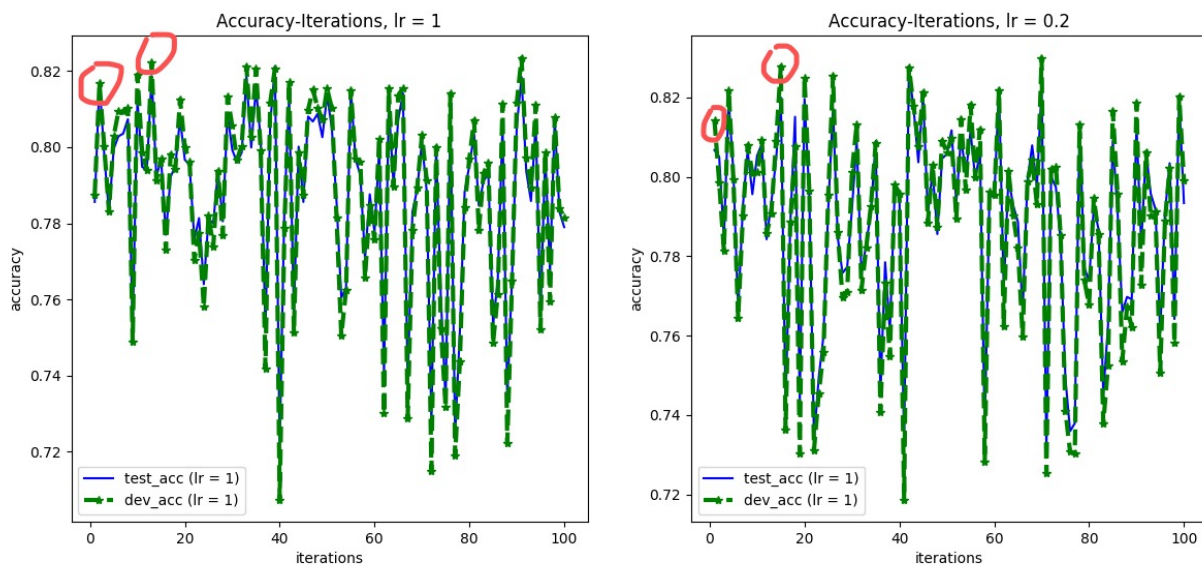 Accuracy-Iterations, lr = 1
accuracy
0.82
0.80
0.78
0.76
0.74
0.72
test_acc (lr = 1)
dev_acc (lr = 1)
0
20
40
60
80
100
iterations
Accuracy-Iterations, lr = 0.2
accuracy
0.82
0.80
0.78
0.76
0.74
0.72
test_acc (lr = 1)
dev_acc (lr = 1)
0
20
40
60
80
100
iterations